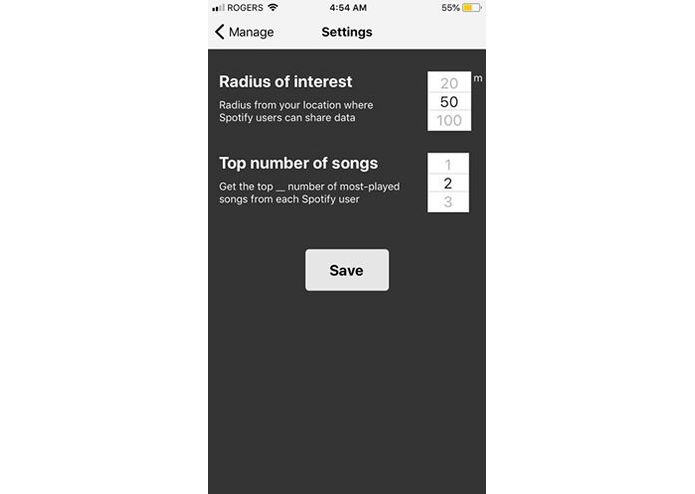 ROGERS 4:54 AM 55%
Manage Settings
Radius of interest
Radius from your location where
Spotify users can share data
20 m
50
100
Top number of songs
Get the top __ number of most-played
songs from each Spotify user
1
2
3
Save